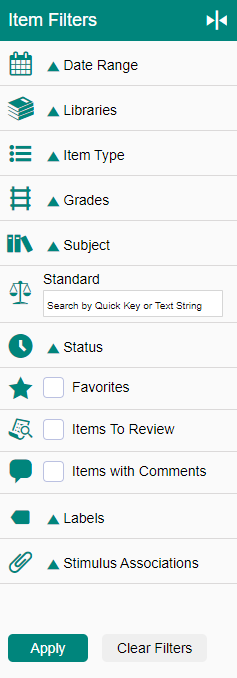 Item Filters
Date Range
Libraries
Item Type
Grades
Subject
Standard
Search by Quick Key or Text String
Status
Favorites
Items To Review
Items with Comments
Labels
Stimulus Associations
Apply
Clear Filters